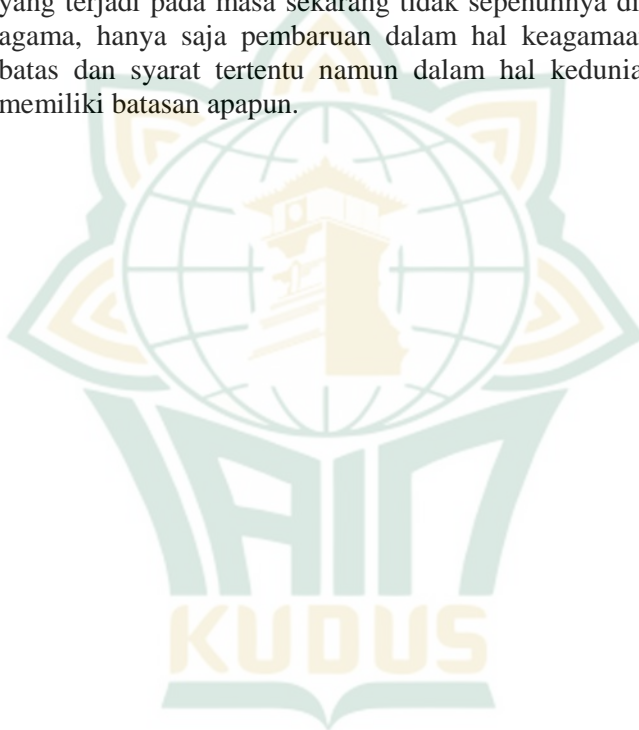 yang terjadi pada masa sekarang tidak sepenuhnya di
agama, hanya saja pembaruan dalam hal keagamaan
batas dan syarat tertentu namun dalam hal kedunia
memiliki batasan apapun.
IAIN
KUDUS